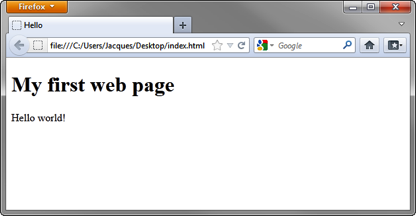 Firefox
Hello
file:///C:/Users/Jacques/Desktop/index.html
Google
My first web page
Hello world!